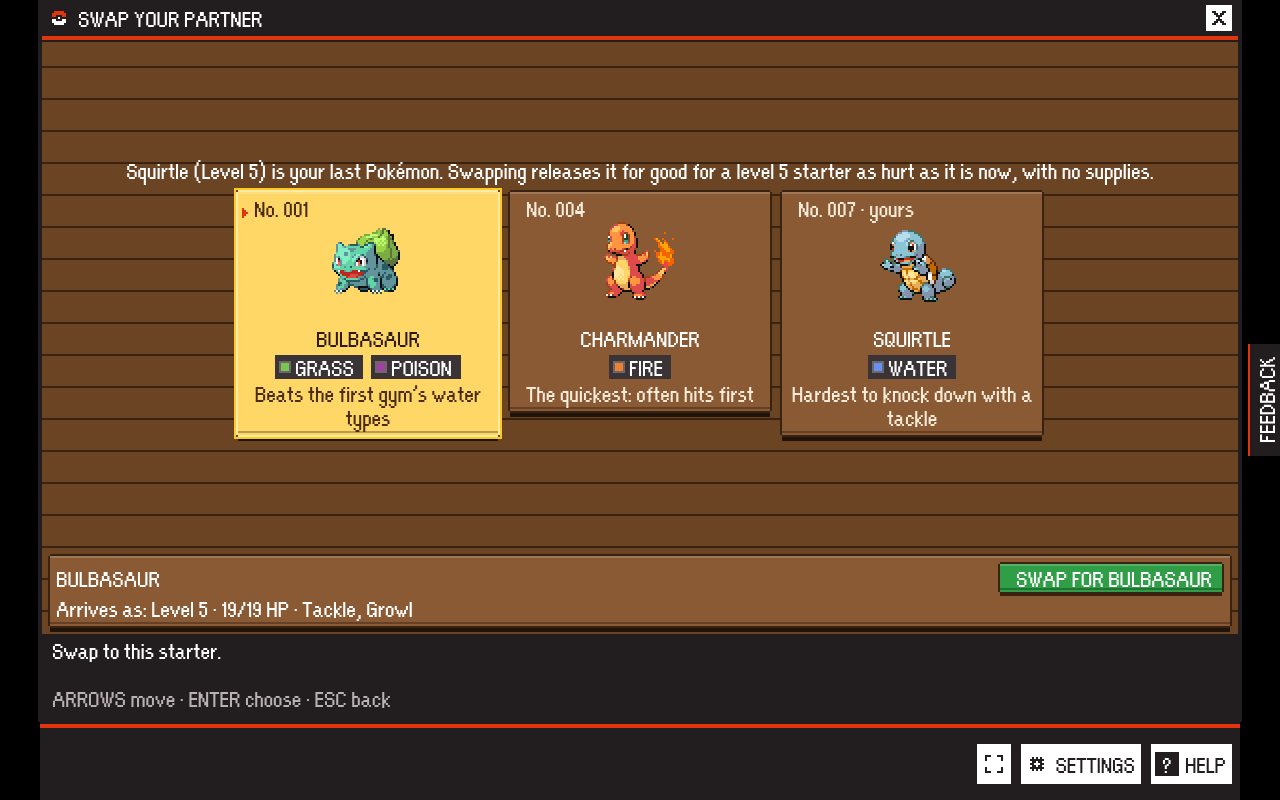 SWAP YOUR PARTNER
X
Squirtle (Level 5) is your last Pokémon. Swapping releases it for good for a level 5 starter as hurt as it is now, with no supplies.
No. 001
BULBASAUR
GRASS POISON
Beats the first gym's water
types
No. 004
CHARMANDER
FIRE
The quickest: often hits first
No. 007 · yours
SQUIRTLE
WATER
Hardest to knock down with a
tackle
FEEDBACK
BULBASAUR
SWAP FOR BULBASAUR
Arrives as: Level 5 · 19/19 HP · Tackle, Growl
Swap to this starter.
ARROWS move · ENTER choose · ESC back
SETTINGS
? HELP